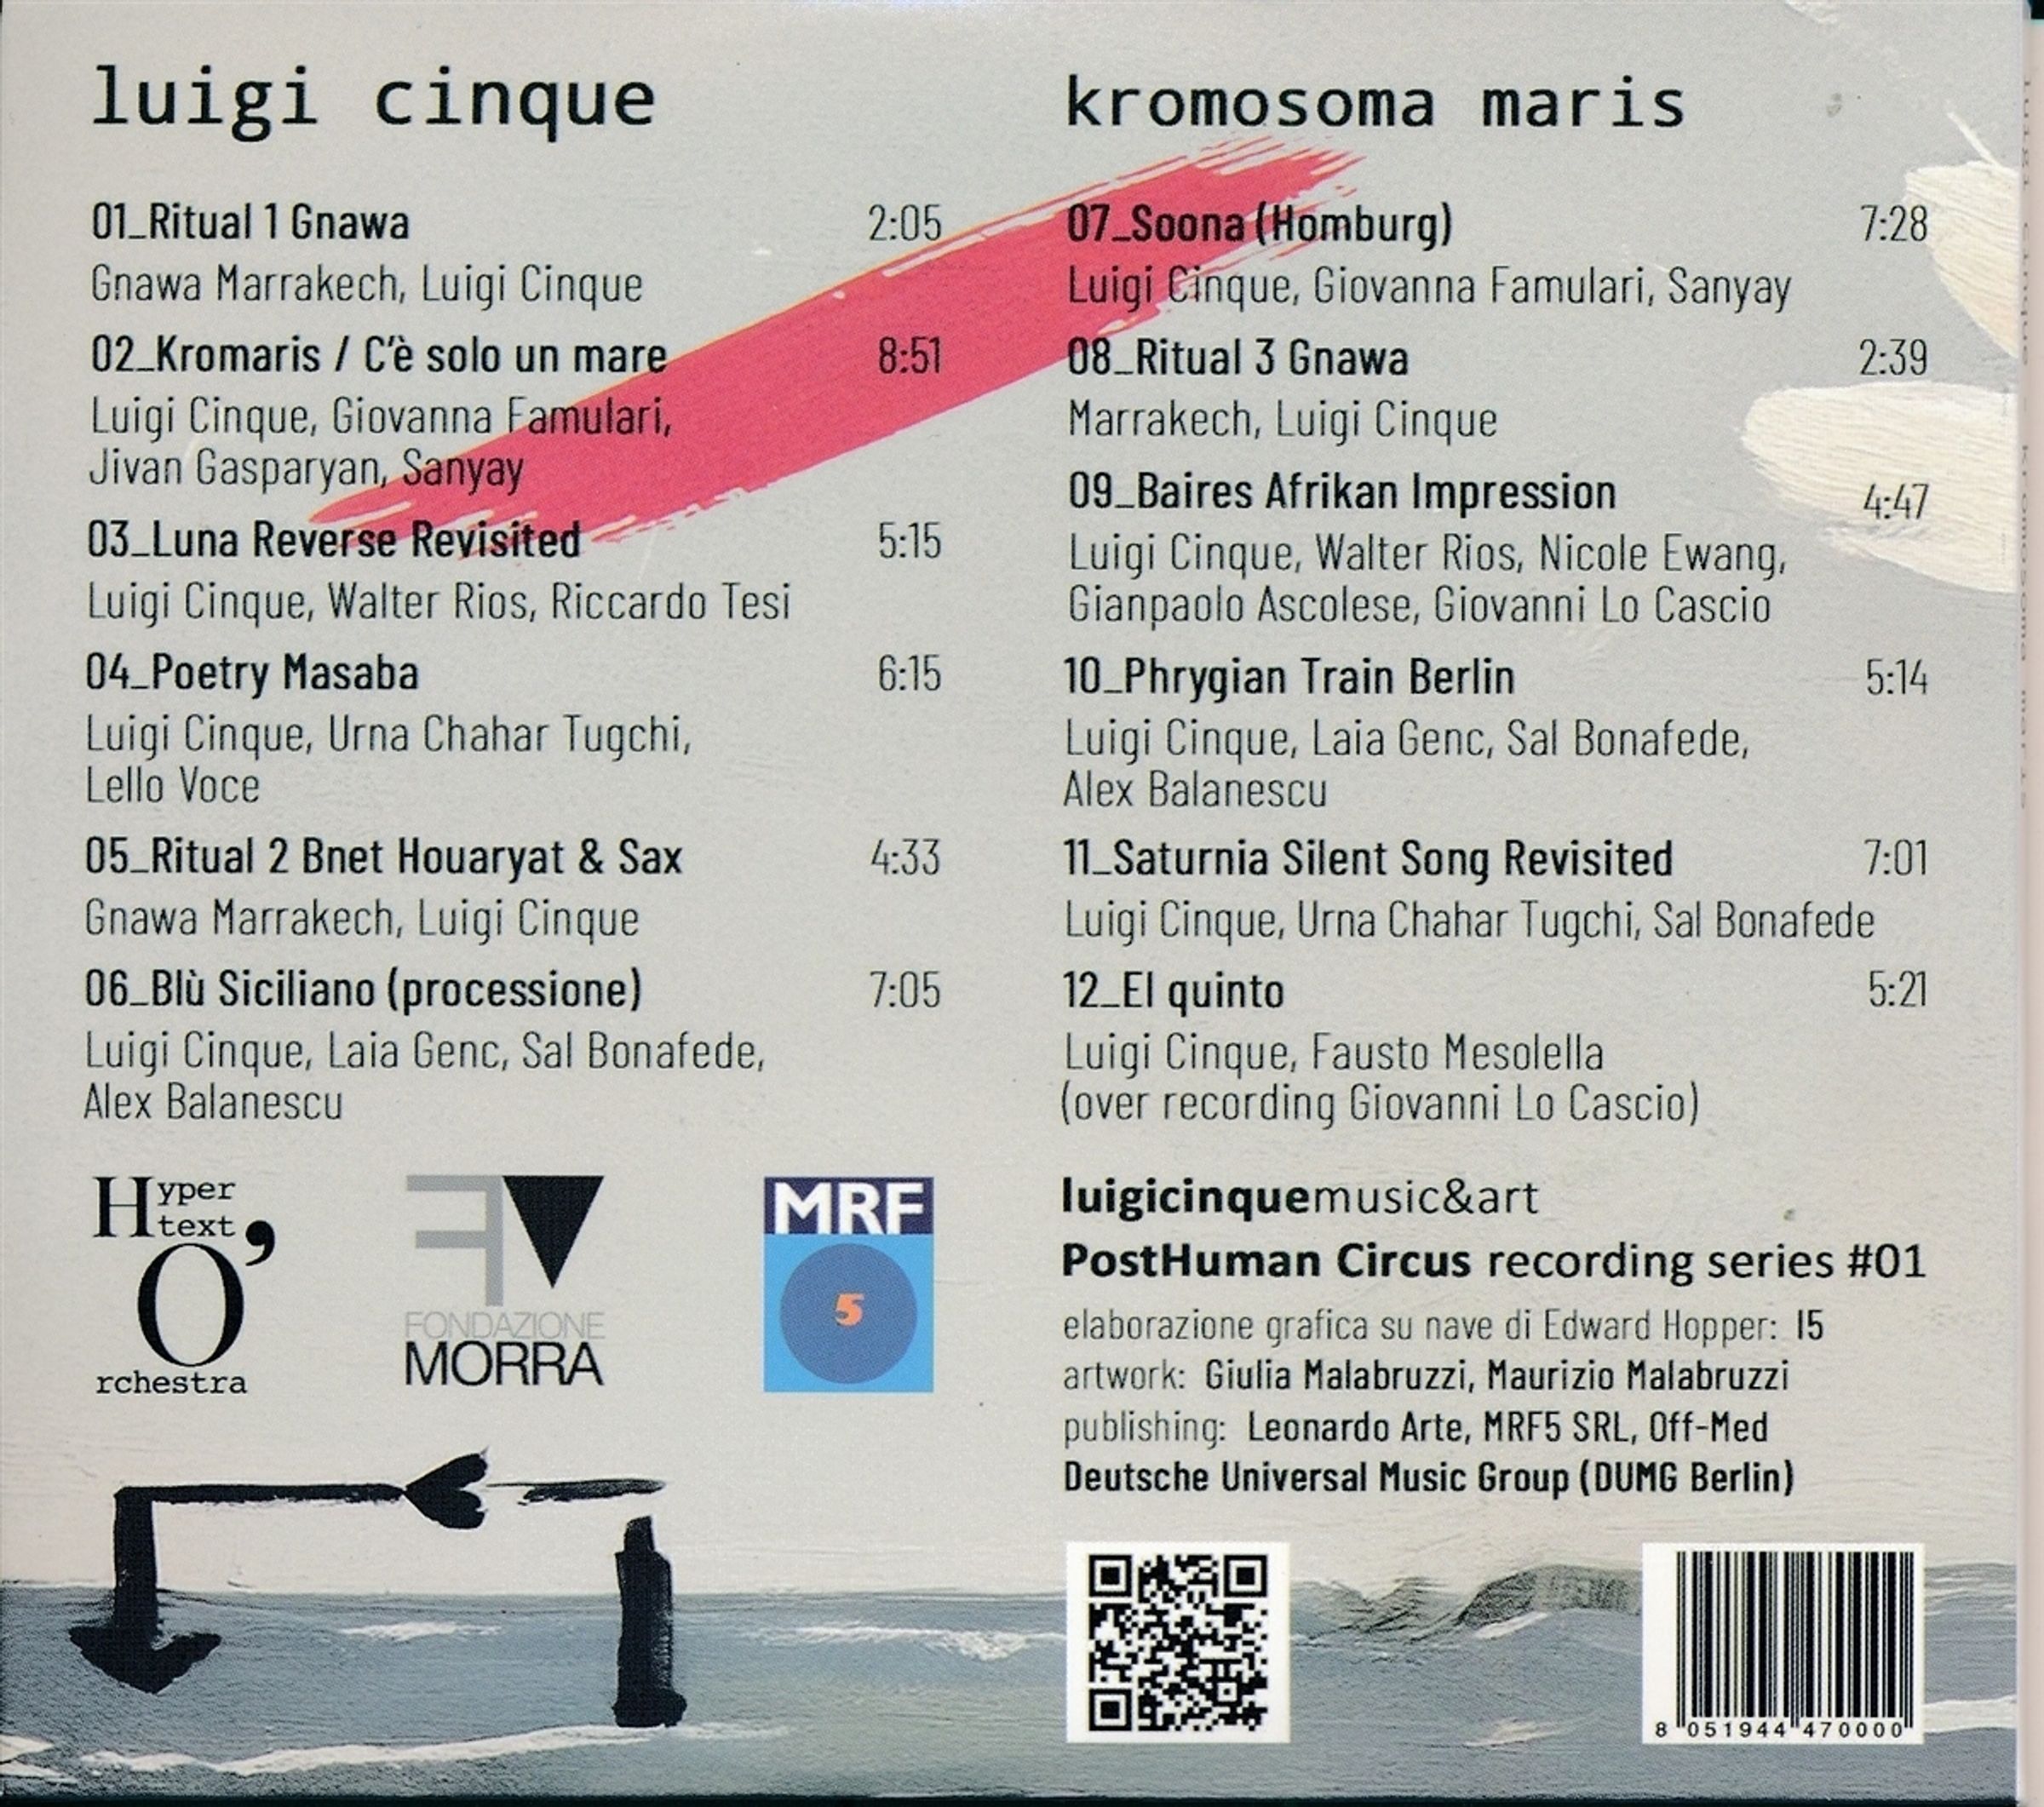 luigi cinque
01_Ritual 1 Gnawa 2:05
Gnawa Marrakech, Luigi Cinque
02_Kromaris / C'è solo un mare 8:51
Luigi Cinque, Giovanna Famulari,
Jivan Gasparyan, Sanyay
03_Luna Reverse Revisited 5:15
Luigi Cinque, Walter Rios, Riccardo Tesi
04_Poetry Masaba 6:15
Luigi Cinque, Urna Chahar Tugchi,
Lello Voce
05_Ritual 2 Bnet Houaryat & Sax 4:33
Gnawa Marrakech, Luigi Cinque
06_Blù Siciliano (processione) 7:05
Luigi Cinque, Laia Genc, Sal Bonafede,
Alex Balanescu
kromosoma maris
07_Soona (Homburg) 7:28
Luigi Cinque, Giovanna Famulari, Sanyay
08_Ritual 3 Gnawa 2:39
Marrakech, Luigi Cinque
09_Baires Afrikan Impression 4:47
Luigi Cinque, Walter Rios, Nicole Ewang,
Gianpaolo Ascolese, Giovanni Lo Cascio
10_Phrygian Train Berlin 5:14
Luigi Cinque, Laia Genc, Sal Bonafede,
Alex Balanescu
11_Saturnia Silent Song Revisited 7:01
Luigi Cinque, Urna Chahar Tugchi, Sal Bonafede
12_El quinto 5:21
Luigi Cinque, Fausto Mesolella
(over recording Giovanni Lo Cascio)
Hyper
text,
O'
rchestra
FONDAZIONE
MORRA
MRF
5
luigicinquemusic&art
PostHuman Circus recording series #01
elaborazione grafica su nave di Edward Hopper: I5
artwork: Giulia Malabruzzi, Maurizio Malabruzzi
publishing: Leonardo Arte, MRF5 SRL, Off-Med
Deutsche Universal Music Group (DUMG Berlin)
8 051944 470000